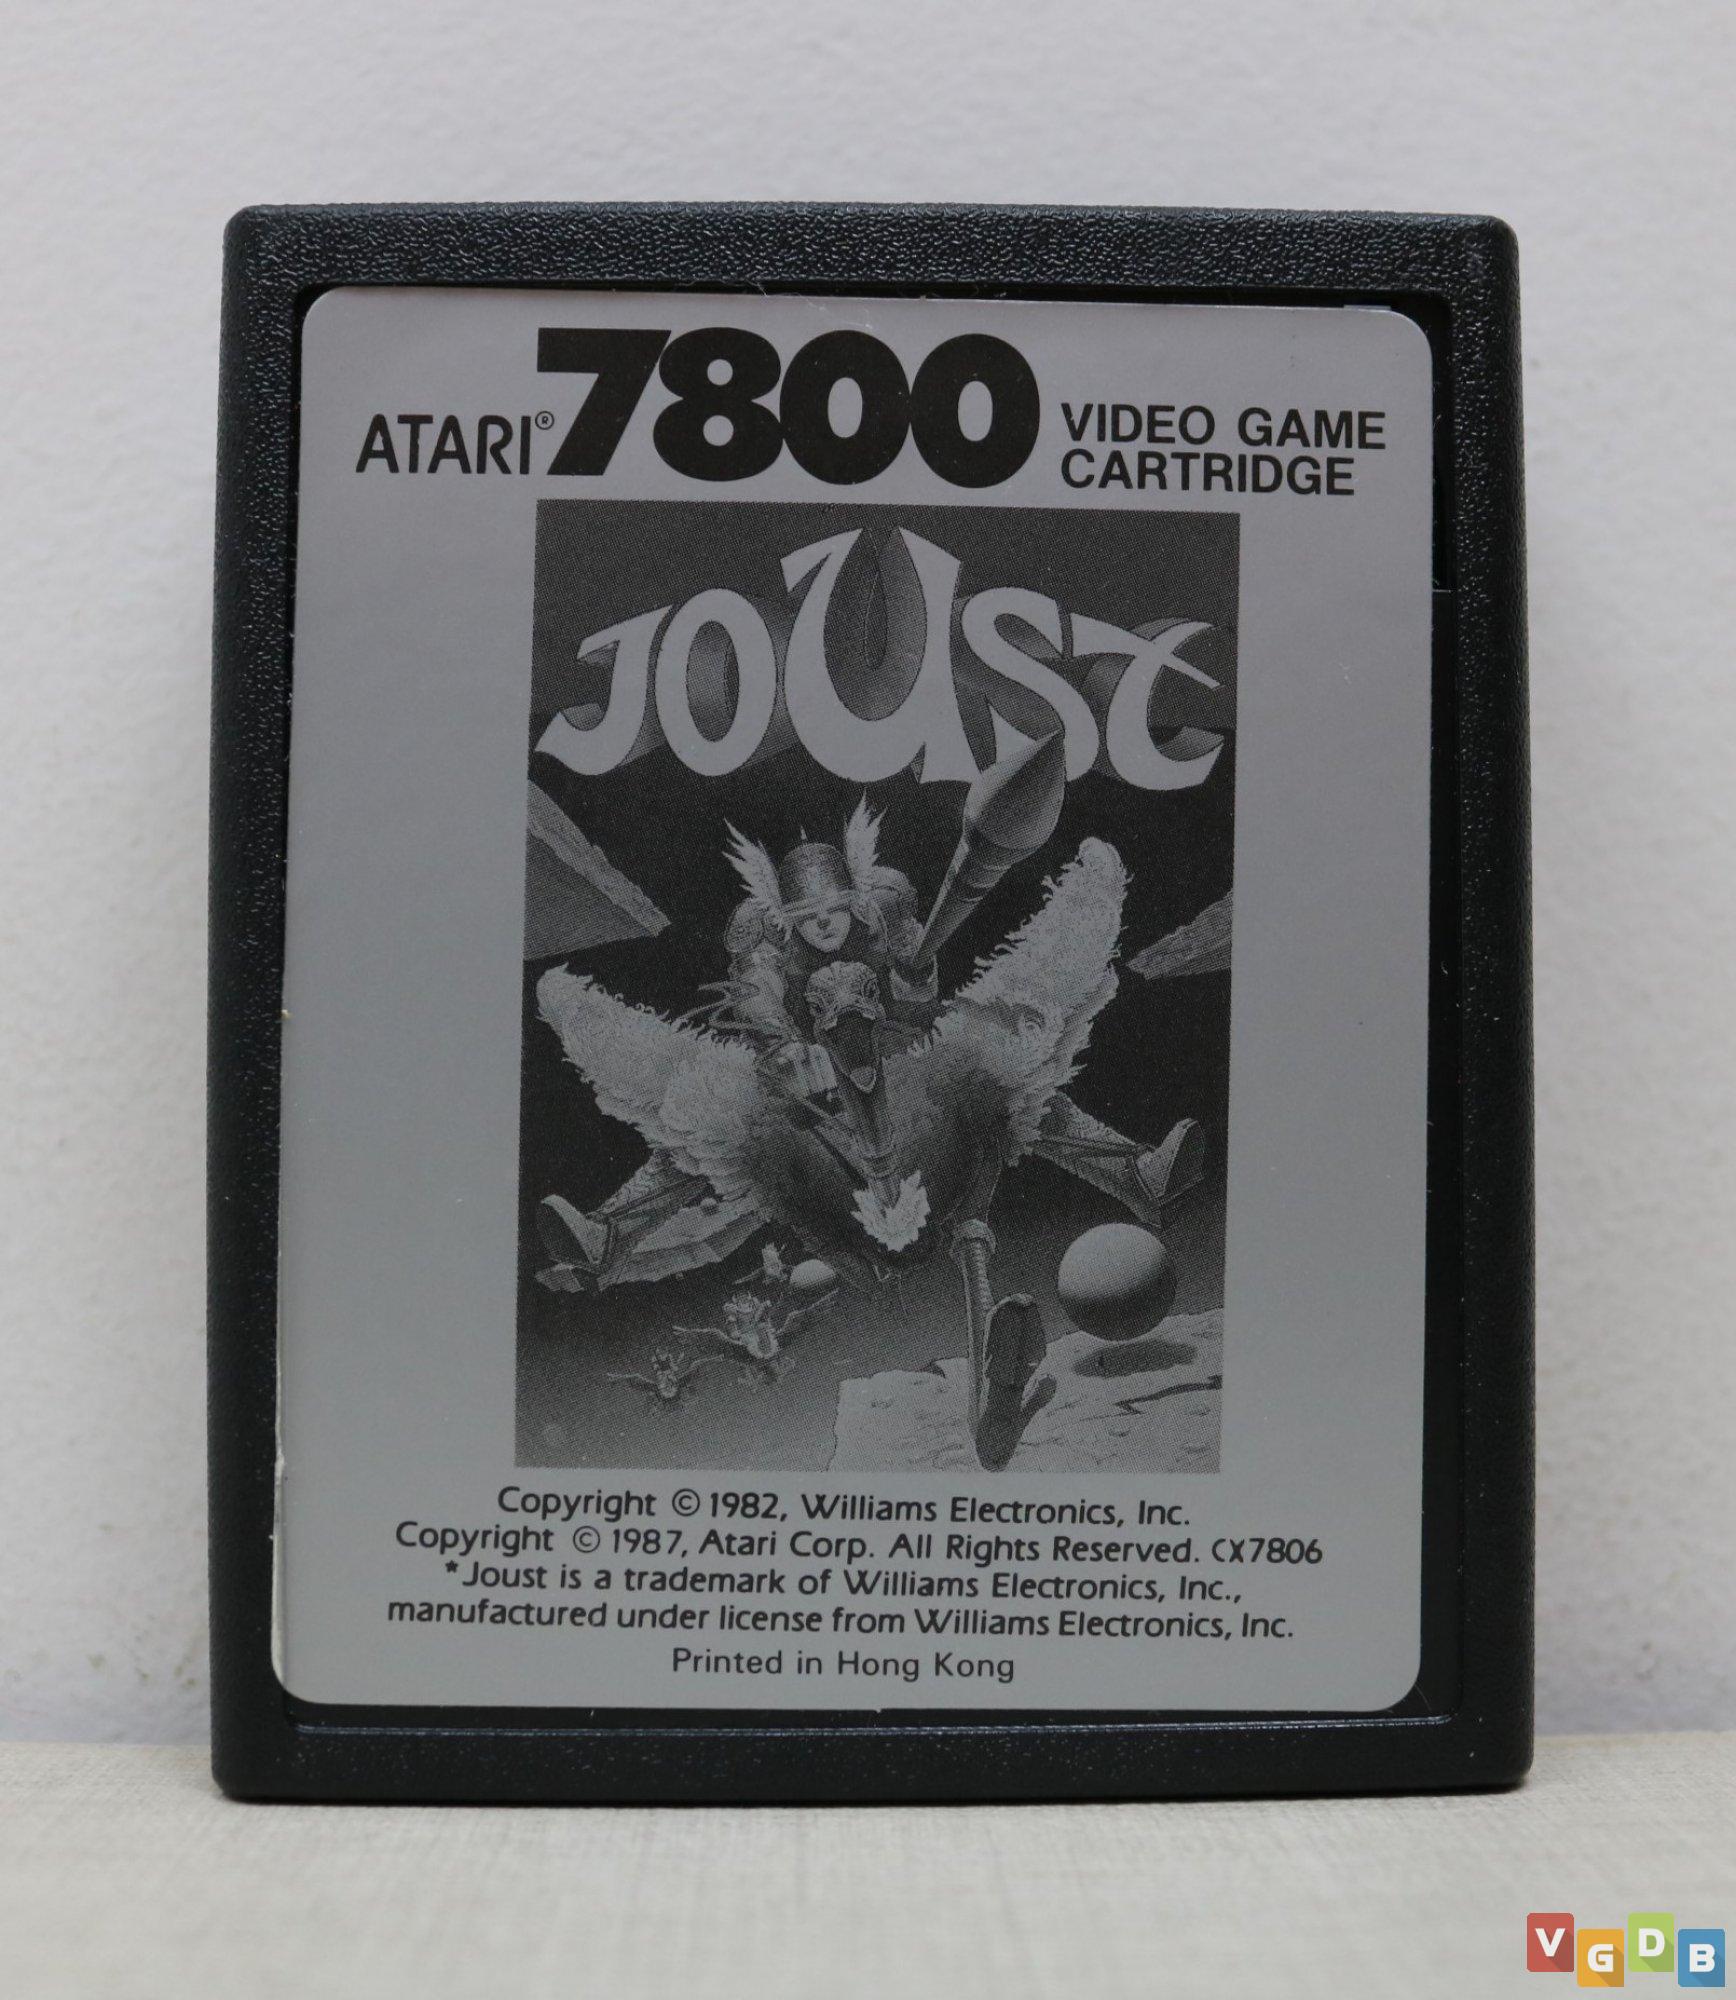 ATARI® 7800 VIDEO GAME
CARTRIDGE
JOUST
Copyright © 1982, Williams Electronics, Inc.
Copyright © 1987, Atari Corp. All Rights Reserved. CX7806
*Joust is a trademark of Williams Electronics, Inc.,
manufactured under license from Williams Electronics, Inc.
Printed in Hong Kong
VGDB